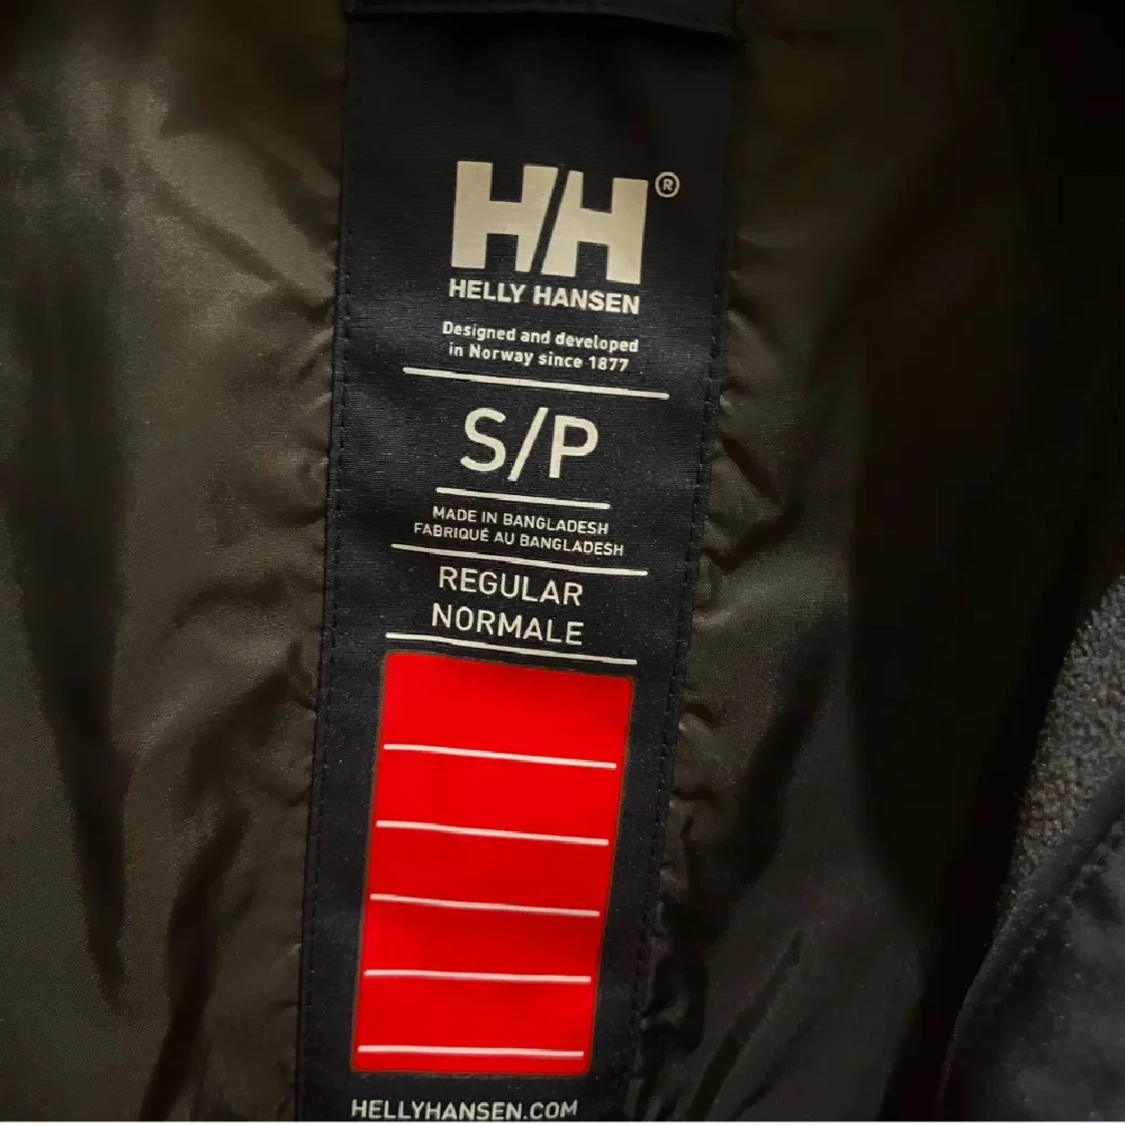 HH®
HELLY HANSEN
Designed and developed
in Norway since 1877
S/P
MADE IN BANGLADESH
FABRIQUÉ AU BANGLADESH
REGULAR
NORMALE
HELLYHANSEN.COM